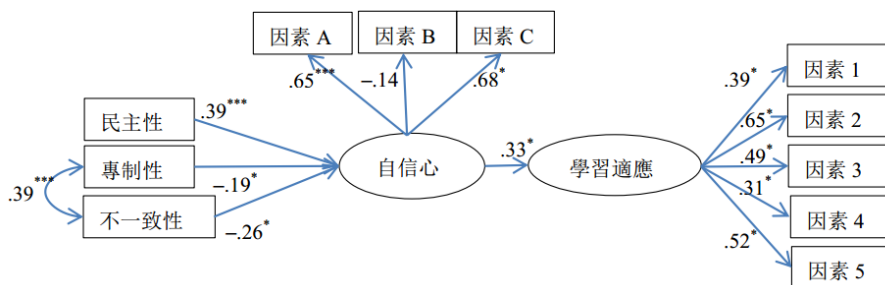 因素 A
因素 B
因素 C
.65***
−.14
.68*
因素 1
.39*
因素 2
.65*
民主性
.39***
專制性
−.19*
.39***
不一致性
−.26*
自信心
.33*
學習適應
因素 3
.49*
.31*
因素 4
.52*
因素 5